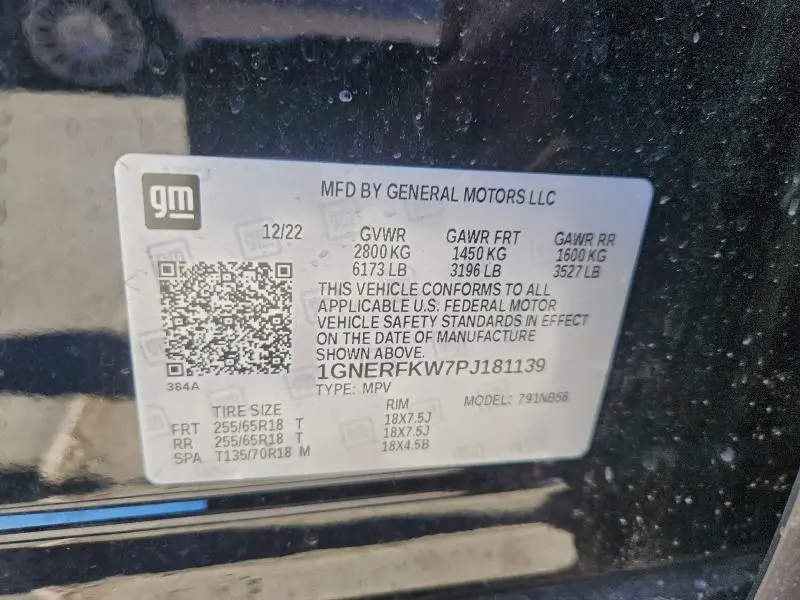 gm
MFD BY GENERAL MOTORS LLC
12/22 GVWR GAWR FRT GAWR RR
2800 KG 1450 KG 1600 KG
6173 LB 3196 LB 3527 LB
THIS VEHICLE CONFORMS TO ALL
APPLICABLE U.S. FEDERAL MOTOR
VEHICLE SAFETY STANDARDS IN EFFECT
ON THE DATE OF MANUFACTURE
SHOWN ABOVE.
384A
1GNERFKW7PJ181139
TYPE: MPV MODEL: 791NB56
TIRE SIZE RIM
FRT 255/65R18 T 18X7.5J
RR 255/65R18 T 18X7.5J
SPA T135/70R18 M 18X4.5B